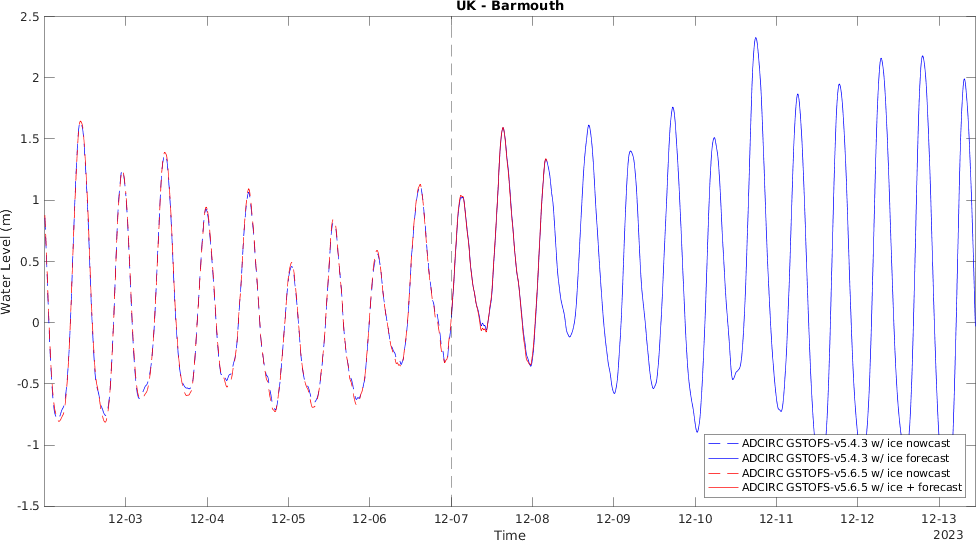 UK - Barmouth
2.5
2
1.5
1
0.5
0
-0.5
-1
-1.5
Water Level (m)
12-03 12-04 12-05 12-06 12-07 12-08 12-09 12-10 12-11 12-12 12-13
Time
2023
ADCIRC GSTOFS-v5.4.3 w/ ice nowcast
ADCIRC GSTOFS-v5.4.3 w/ ice forecast
ADCIRC GSTOFS-v5.6.5 w/ ice nowcast
ADCIRC GSTOFS-v5.6.5 w/ ice + forecast